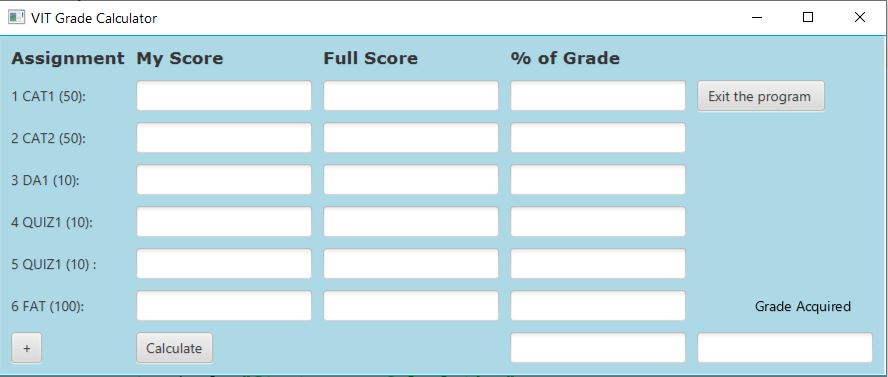 VIT Grade Calculator
Assignment My Score Full Score % of Grade
1 CAT1 (50): Exit the program
2 CAT2 (50):
3 DA1 (10):
4 QUIZ1 (10):
5 QUIZ1 (10) :
6 FAT (100): Grade Acquired
+ Calculate